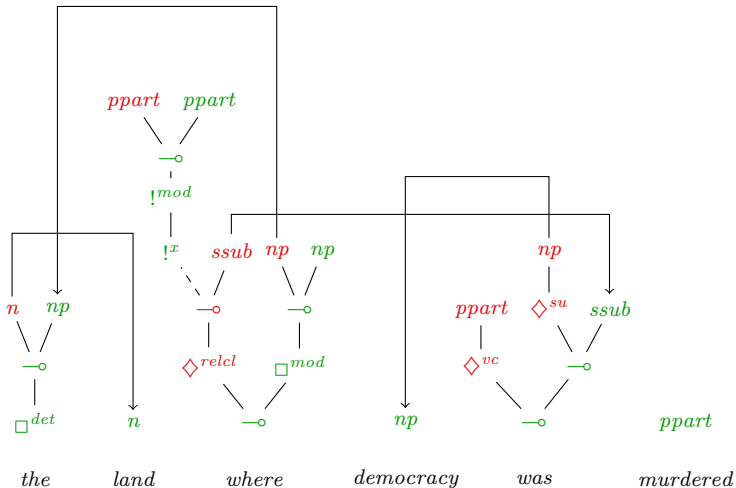 ppart ppart
⊸
!^mod
!^x ssub np np np
n np ⊸ ⊸ ppart ◇^su ssub
⊸ ◇^relcl □^mod ◇^vc ⊸
□^det n ⊸ np ⊸ ppart
the land where democracy was murdered